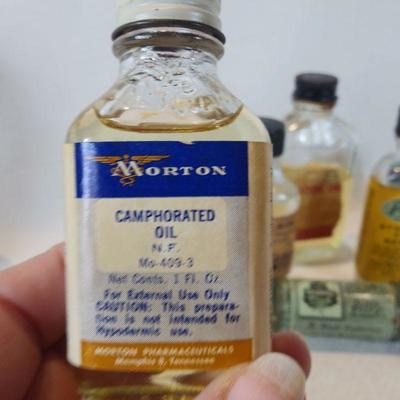 MORTON
CAMPHORATED
OIL
N.F.
Mo-409-3
Net Conts. 1 Fl. Oz.
For External Use Only
CAUTION: This prepara-
tion is not intended for
Hypodermic use.
MORTON PHARMACEUTICALS
Memphis 2, Tennessee